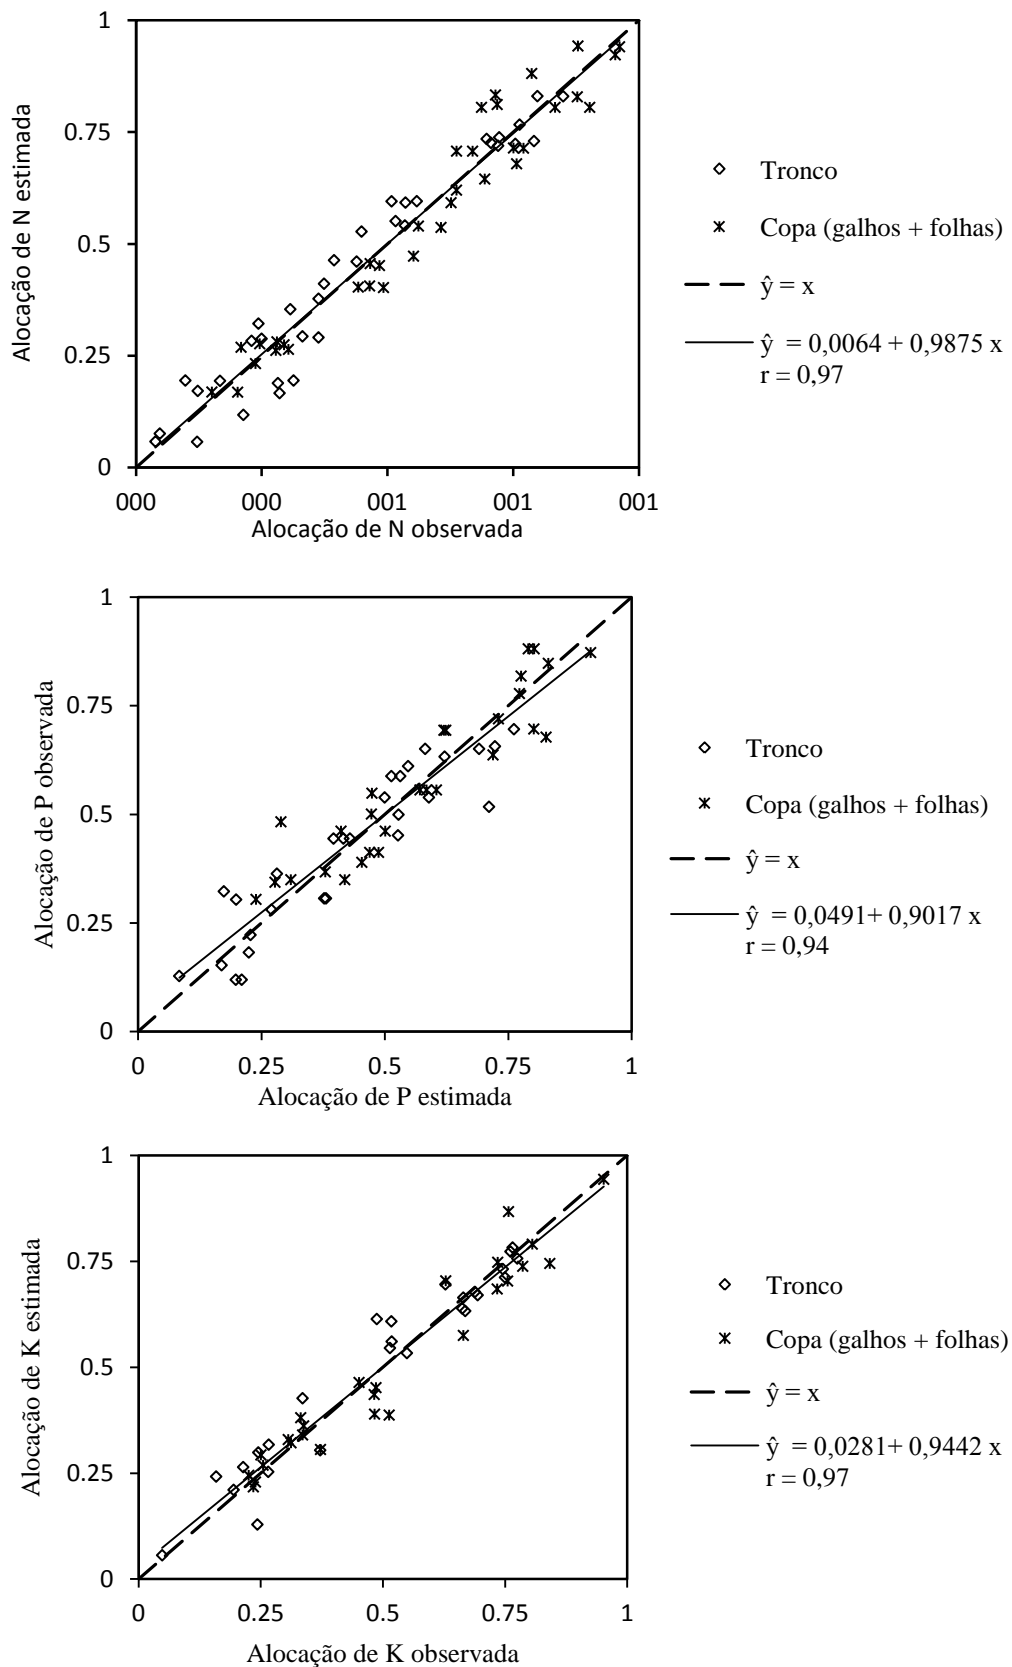 1
0.75
0.5
0.25
0
000
000
001
001
001
Alocação de N estimada
Alocação de N observada
Tronco
Copa (galhos + folhas)
ŷ = x
ŷ = 0,0064 + 0,9875 x
r = 0,97
1
0.75
0.5
0.25
0
0
0.25
0.5
0.75
1
Alocação de P observada
Alocação de P estimada
Tronco
Copa (galhos + folhas)
ŷ = x
ŷ = 0,0491+ 0,9017 x
r = 0,94
1
0.75
0.5
0.25
0
0
0.25
0.5
0.75
1
Alocação de K estimada
Alocação de K observada
Tronco
Copa (galhos + folhas)
ŷ = x
ŷ = 0,0281+ 0,9442 x
r = 0,97